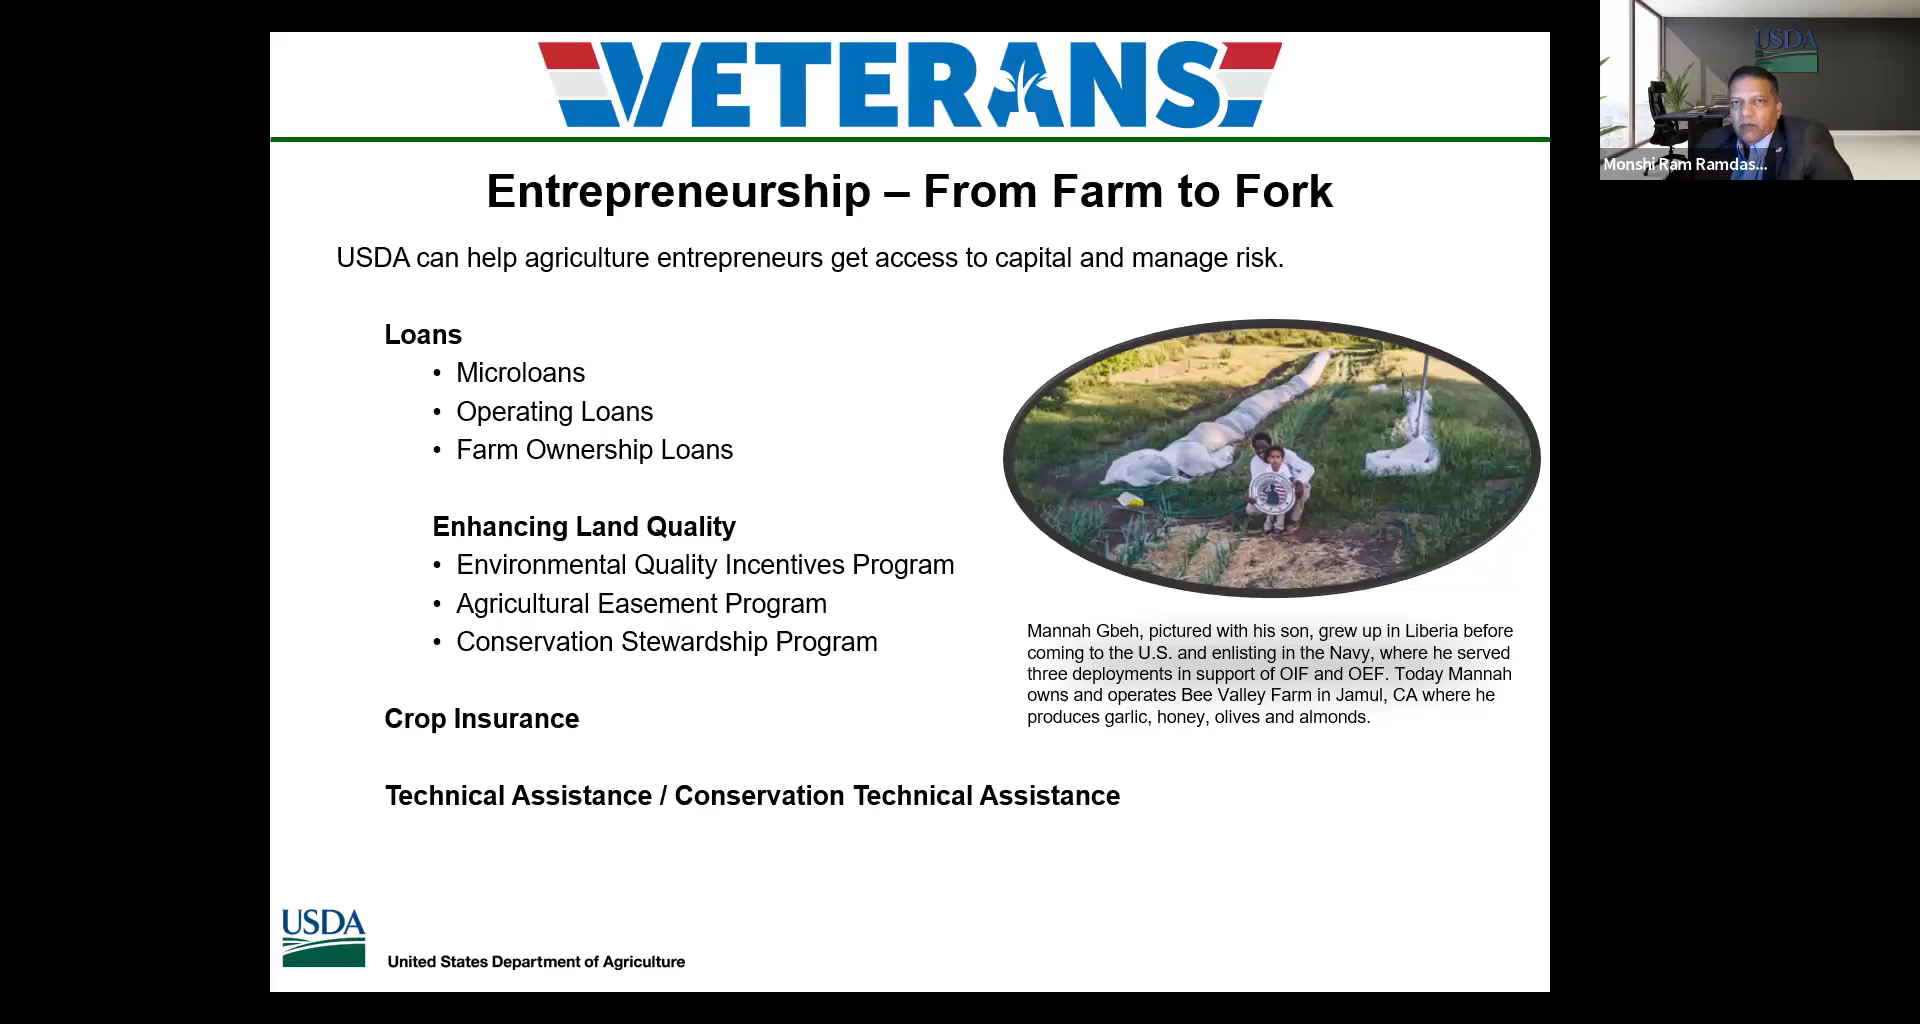 VETERANS
Entrepreneurship – From Farm to Fork
USDA can help agriculture entrepreneurs get access to capital and manage risk.
Loans
• Microloans
• Operating Loans
• Farm Ownership Loans
Enhancing Land Quality
• Environmental Quality Incentives Program
• Agricultural Easement Program
• Conservation Stewardship Program
Crop Insurance
Technical Assistance / Conservation Technical Assistance
Mannah Gbeh, pictured with his son, grew up in Liberia before
coming to the U.S. and enlisting in the Navy, where he served
three deployments in support of OIF and OEF. Today Mannah
owns and operates Bee Valley Farm in Jamul, CA where he
produces garlic, honey, olives and almonds.
USDA
United States Department of Agriculture
USDA
Monshi Ram Ramdas...